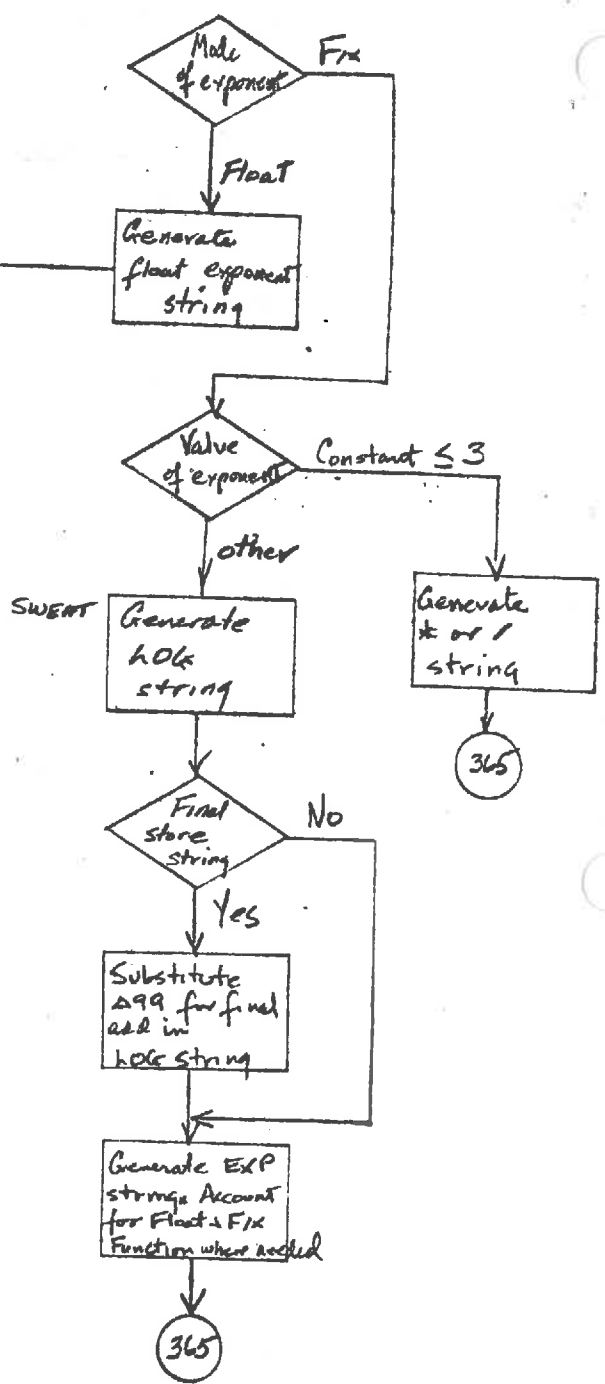 Mode
of exponent
Fix
Float
Generate
float exponent
string
Value
of exponent
Constant ≤ 3
other
SWEAT
Generate
LOG
string
Generate
* or /
string
365
Final
store
string
No
Yes
Substitute
Δ99 for final
add in
LOG string
Generate EXP
string. Account
for Float & Fix
Function where needed
365